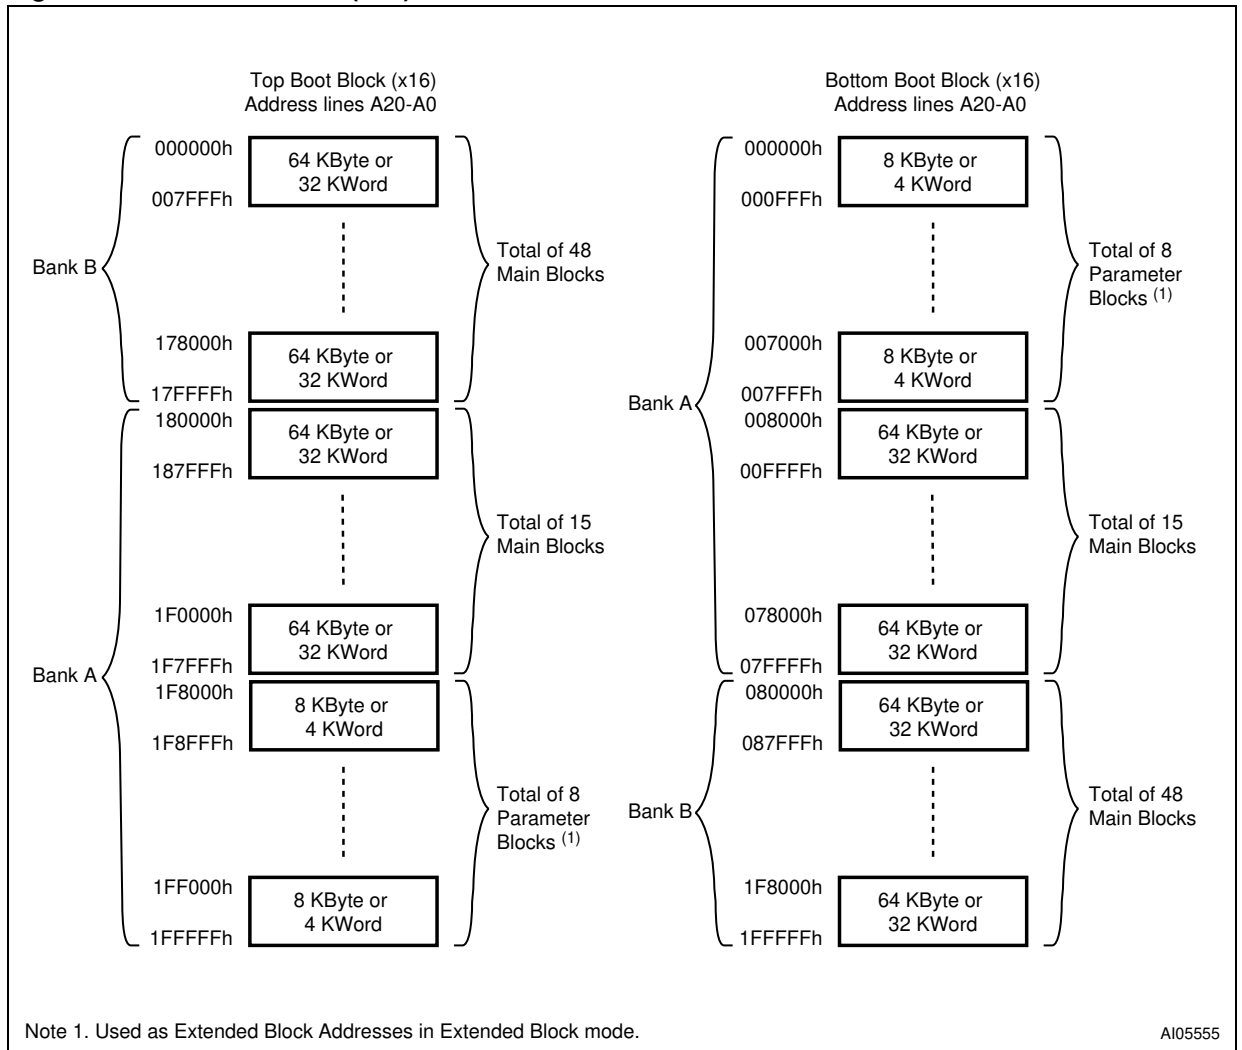 Top Boot Block (x16)
Address lines A20-A0
000000h
64 KByte or
32 KWord
007FFFh
Bank B
Total of 48
Main Blocks
178000h
64 KByte or
32 KWord
17FFFFh
180000h
64 KByte or
32 KWord
187FFFh
Total of 15
Main Blocks
1F0000h
64 KByte or
32 KWord
1F7FFFh
Bank A
1F8000h
8 KByte or
4 KWord
1F8FFFh
Total of 8
Parameter
Blocks (1)
1FF000h
8 KByte or
4 KWord
1FFFFFh
Bottom Boot Block (x16)
Address lines A20-A0
000000h
8 KByte or
4 KWord
000FFFh
Total of 8
Parameter
Blocks (1)
007000h
8 KByte or
4 KWord
007FFFh
Bank A
008000h
64 KByte or
32 KWord
00FFFFh
Total of 15
Main Blocks
078000h
64 KByte or
32 KWord
07FFFFh
080000h
64 KByte or
32 KWord
087FFFh
Bank B
Total of 48
Main Blocks
1F8000h
64 KByte or
32 KWord
1FFFFFh
Note 1. Used as Extended Block Addresses in Extended Block mode.
AI05555